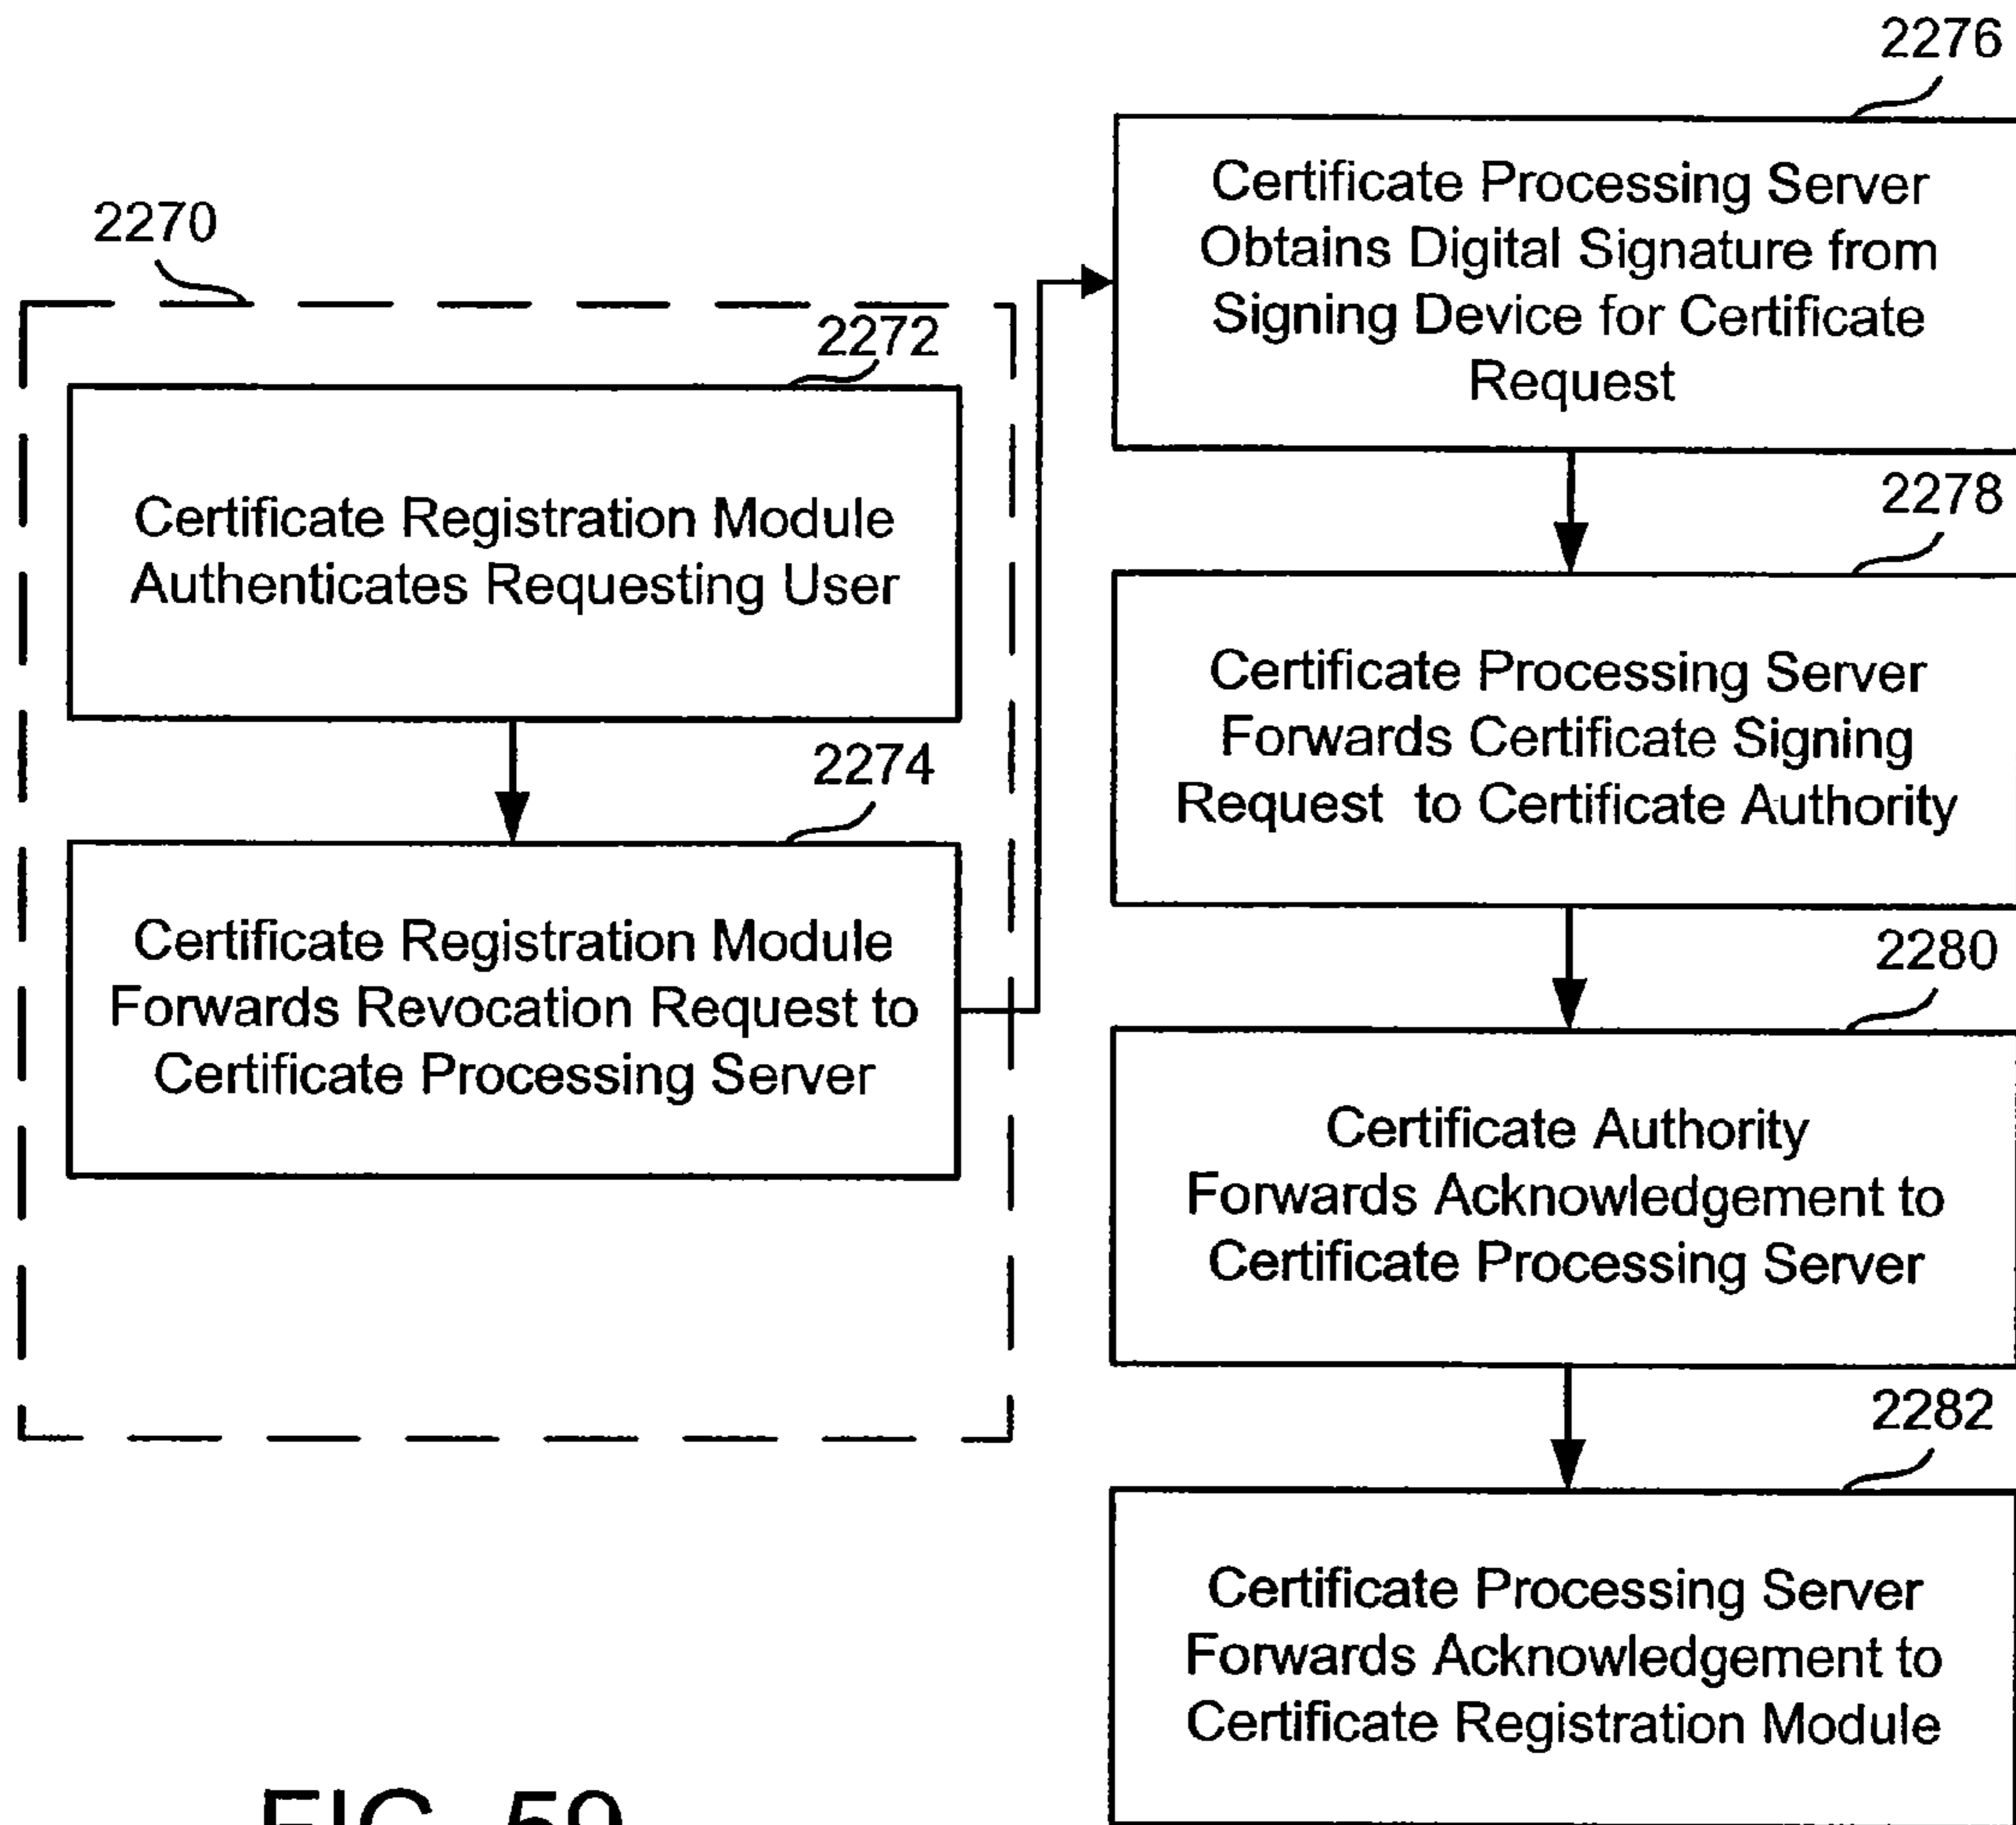 2270
2272
Certificate Registration Module
Authenticates Requesting User
2274
Certificate Registration Module
Forwards Revocation Request to
Certificate Processing Server
2276
Certificate Processing Server
Obtains Digital Signature from
Signing Device for Certificate
Request
2278
Certificate Processing Server
Forwards Certificate Signing
Request to Certificate Authority
2280
Certificate Authority
Forwards Acknowledgement to
Certificate Processing Server
2282
Certificate Processing Server
Forwards Acknowledgement to
Certificate Registration Module